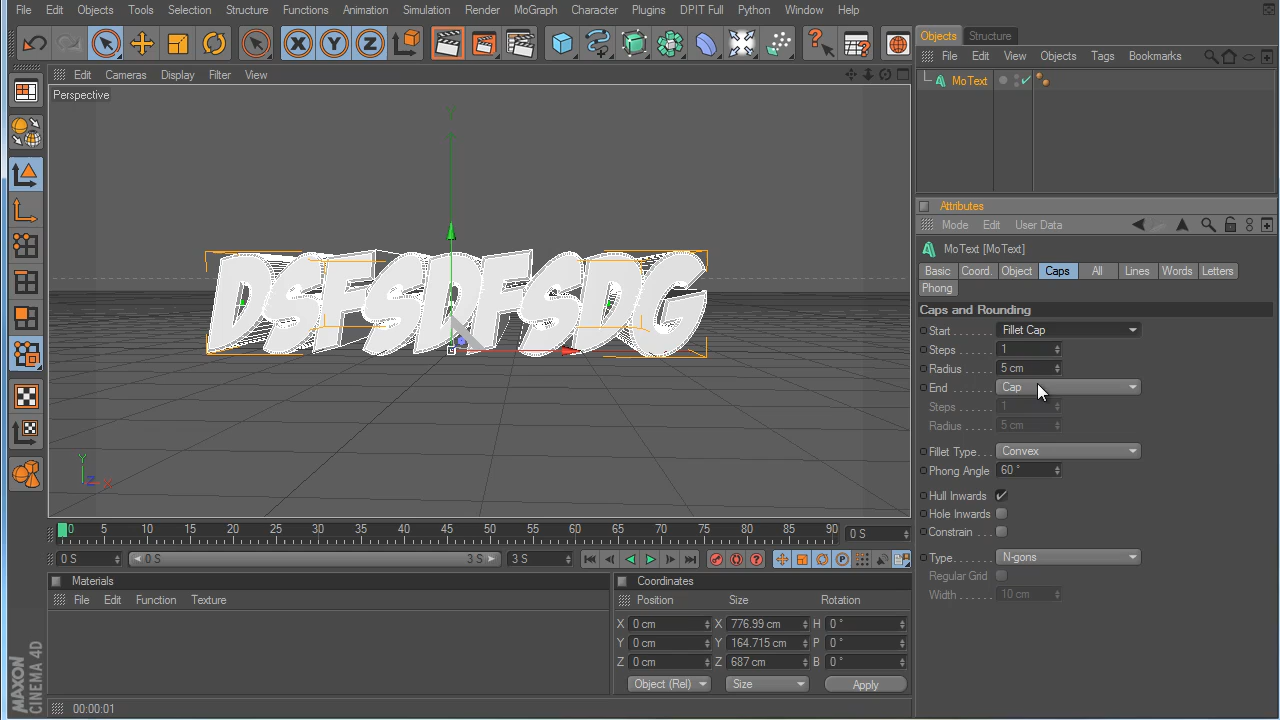 File Edit Objects Tools Selection Structure Functions Animation Simulation Render MoGraph Character Plugins DPIT Full Python Window Help
X Y Z
Objects Structure
File Edit View Objects Tags Bookmarks
MoText
Edit Cameras Display Filter View
Perspective
Y
DSFSDFSDG
Y
Z X
Attributes
Mode Edit User Data
MoText [MoText]
Basic Coord. Object Caps All Lines Words Letters
Phong
Caps and Rounding
Start Fillet Cap
Steps 1
Radius 5 cm
End Cap
Steps 1
Radius 5 cm
Fillet Type Convex
Phong Angle 60 °
Hull Inwards
Hole Inwards
Constrain
Type N-gons
Regular Grid
Width 10 cm
0 5 10 15 20 25 30 35 40 45 50 55 60 65 70 75 80 85 90 0 S
0 S 0 S 3 S 3 S
Materials
File Edit Function Texture
Coordinates
Position Size Rotation
X 0 cm X 776.99 cm H 0 °
Y 0 cm Y 164.715 cm P 0 °
Z 0 cm Z 687 cm B 0 °
Object (Rel) Size Apply
MAXON
CINEMA 4D
00:00:01